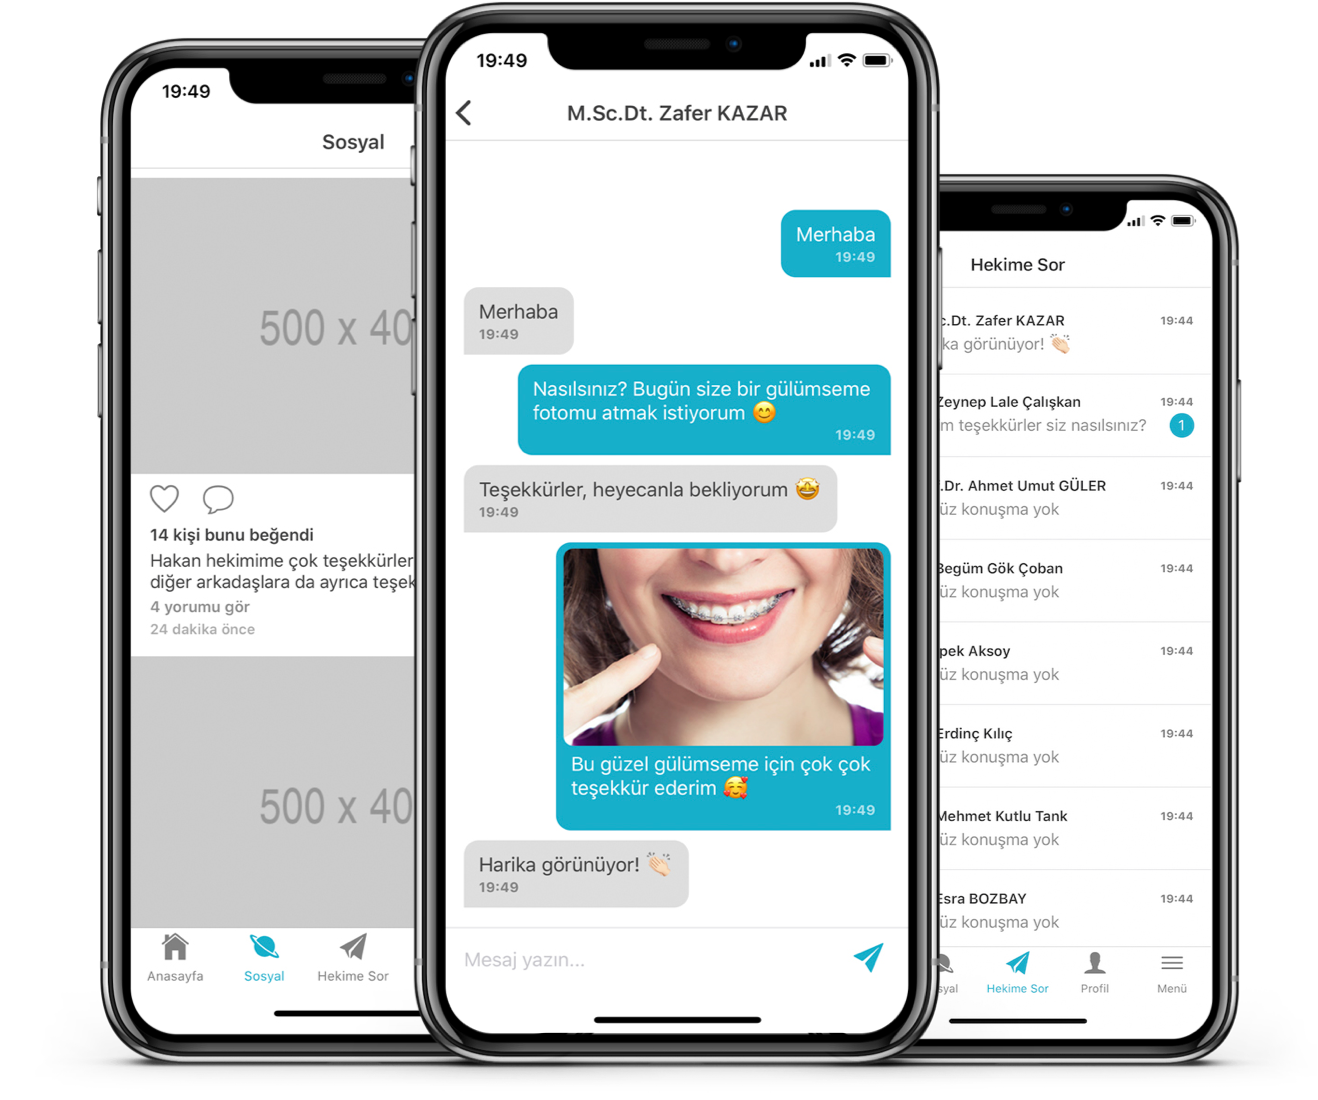 19:49
Sosyal
500 x 40
14 kişi bunu beğendi
Hakan hekimime çok teşekkürler
diğer arkadaşlara da ayrıca teşek
4 yorumu gör
24 dakika önce
500 x 40
Anasayfa
Sosyal
Hekime Sor
19:49
M.Sc.Dt. Zafer KAZAR
Merhaba
19:49
Merhaba
19:49
Nasılsınız? Bugün size bir gülümseme
fotomu atmak istiyorum 😊
19:49
Teşekkürler, heyecanla bekliyorum 🤩
19:49
Bu güzel gülümseme için çok çok
teşekkür ederim 🥰
19:49
Harika görünüyor! 👏🏻
19:49
Mesaj yazın...
Hekime Sor
c.Dt. Zafer KAZAR
19:44
ka görünüyor! 👏🏻
Zeynep Lale Çalışkan
19:44
m teşekkürler siz nasılsınız?
1
.Dr. Ahmet Umut GÜLER
19:44
üz konuşma yok
Begüm Gök Çoban
19:44
üz konuşma yok
pek Aksoy
19:44
üz konuşma yok
Erdinç Kılıç
19:44
üz konuşma yok
Mehmet Kutlu Tank
19:44
üz konuşma yok
Esra BOZBAY
19:44
üz konuşma yok
syal
Hekime Sor
Profil
Menü